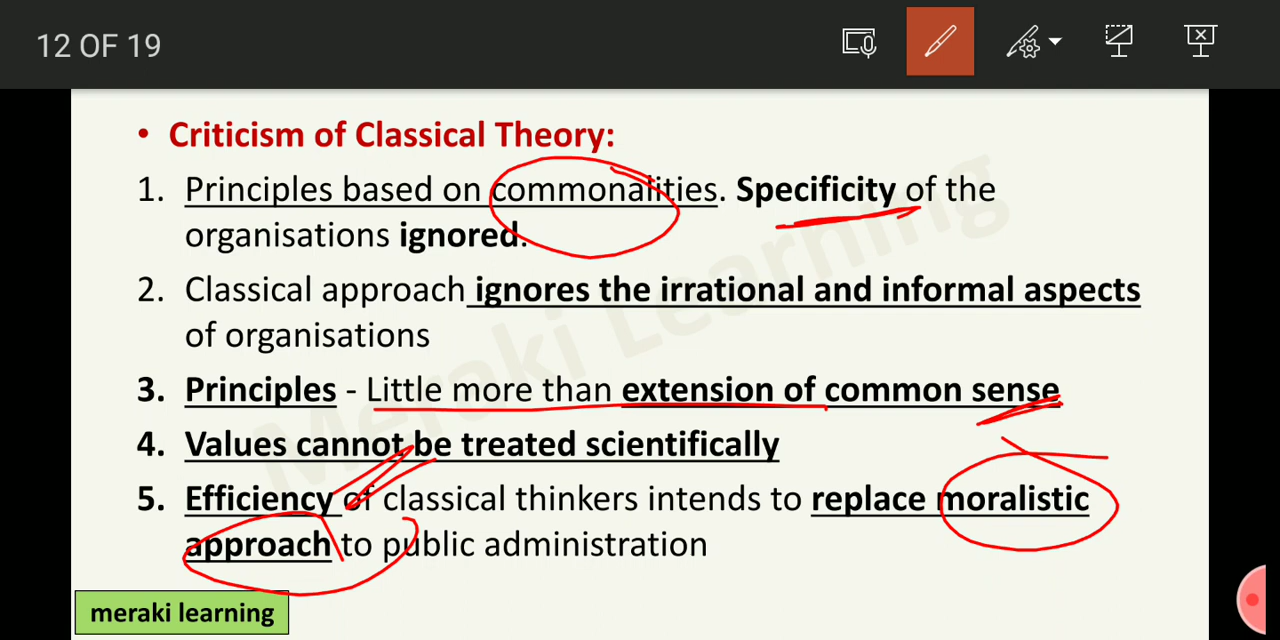 12 OF 19
• Criticism of Classical Theory:
1. Principles based on commonalities. Specificity of the
organisations ignored.
2. Classical approach ignores the irrational and informal aspects
of organisations
3. Principles - Little more than extension of common sense
4. Values cannot be treated scientifically
5. Efficiency of classical thinkers intends to replace moralistic
approach to public administration
Meraki Learning
meraki learning